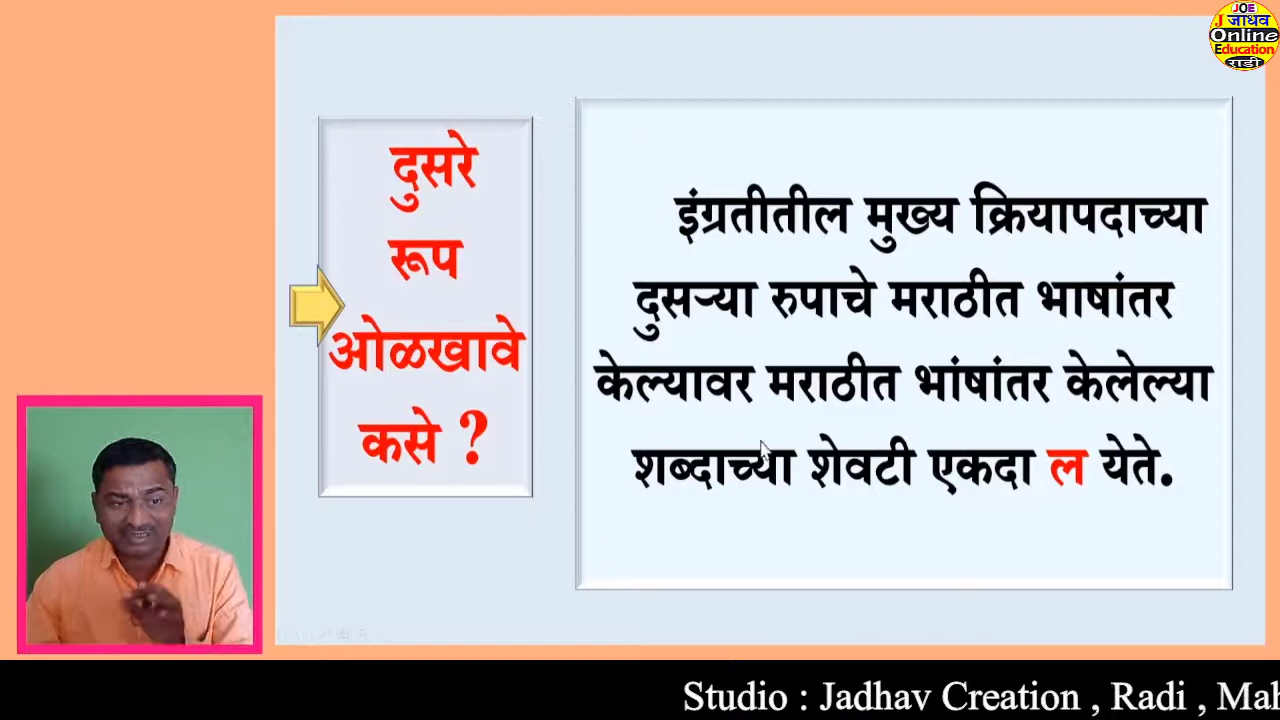 JOE
J जाधव
Online
Education
राडी
दुसरे
रूप
ओळखावे
कसे ?
इंग्रतीतील मुख्य क्रियापदाच्या
दुसऱ्या रुपाचे मराठीत भाषांतर
केल्यावर मराठीत भांषांतर केलेल्या
शब्दाच्या शेवटी एकदा ल येते.
Studio : Jadhav Creation , Radi , Mah